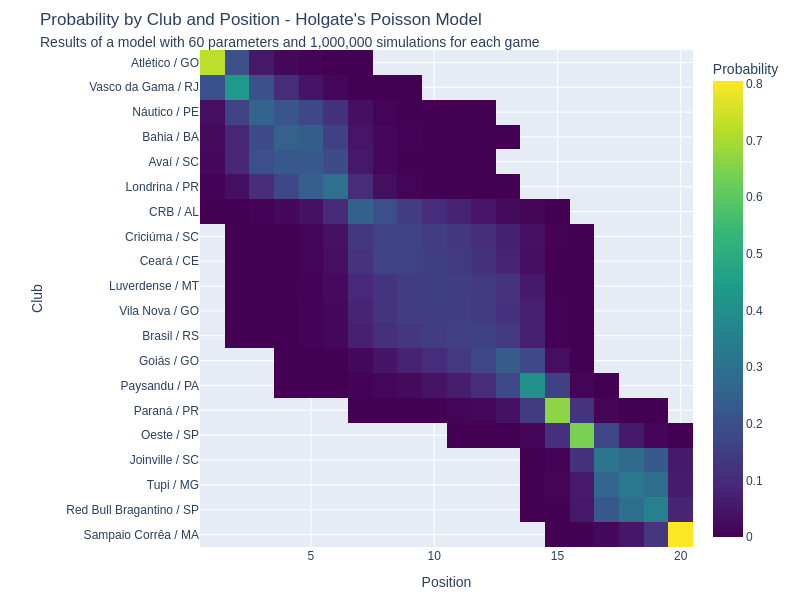 Probability by Club and Position - Holgate's Poisson Model
Results of a model with 60 parameters and 1,000,000 simulations for each game
Probability
Club
Atlético / GO
Vasco da Gama / RJ
Náutico / PE
Bahia / BA
Avaí / SC
Londrina / PR
CRB / AL
Criciúma / SC
Ceará / CE
Luverdense / MT
Vila Nova / GO
Brasil / RS
Goiás / GO
Paysandu / PA
Paraná / PR
Oeste / SP
Joinville / SC
Tupi / MG
Red Bull Bragantino / SP
Sampaio Corrêa / MA
0.8
0.7
0.6
0.5
0.4
0.3
0.2
0.1
0
5 10 15 20
Position